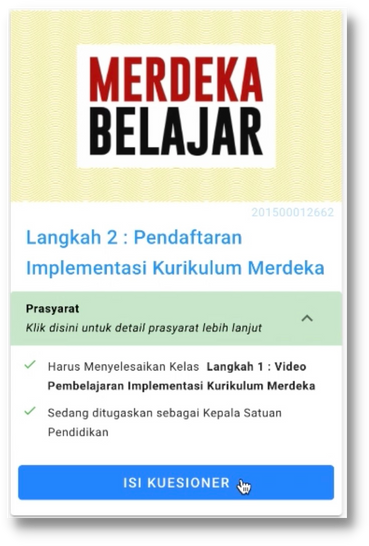 MERDEKA
BELAJAR
201500012662
Langkah 2 : Pendaftaran
Implementasi Kurikulum Merdeka
Prasyarat
Klik disini untuk detail prasyarat lebih lanjut
Harus Menyelesaikan Kelas Langkah 1 : Video
Pembelajaran Implementasi Kurikulum Merdeka
Sedang ditugaskan sebagai Kepala Satuan
Pendidikan
ISI KUESIONER